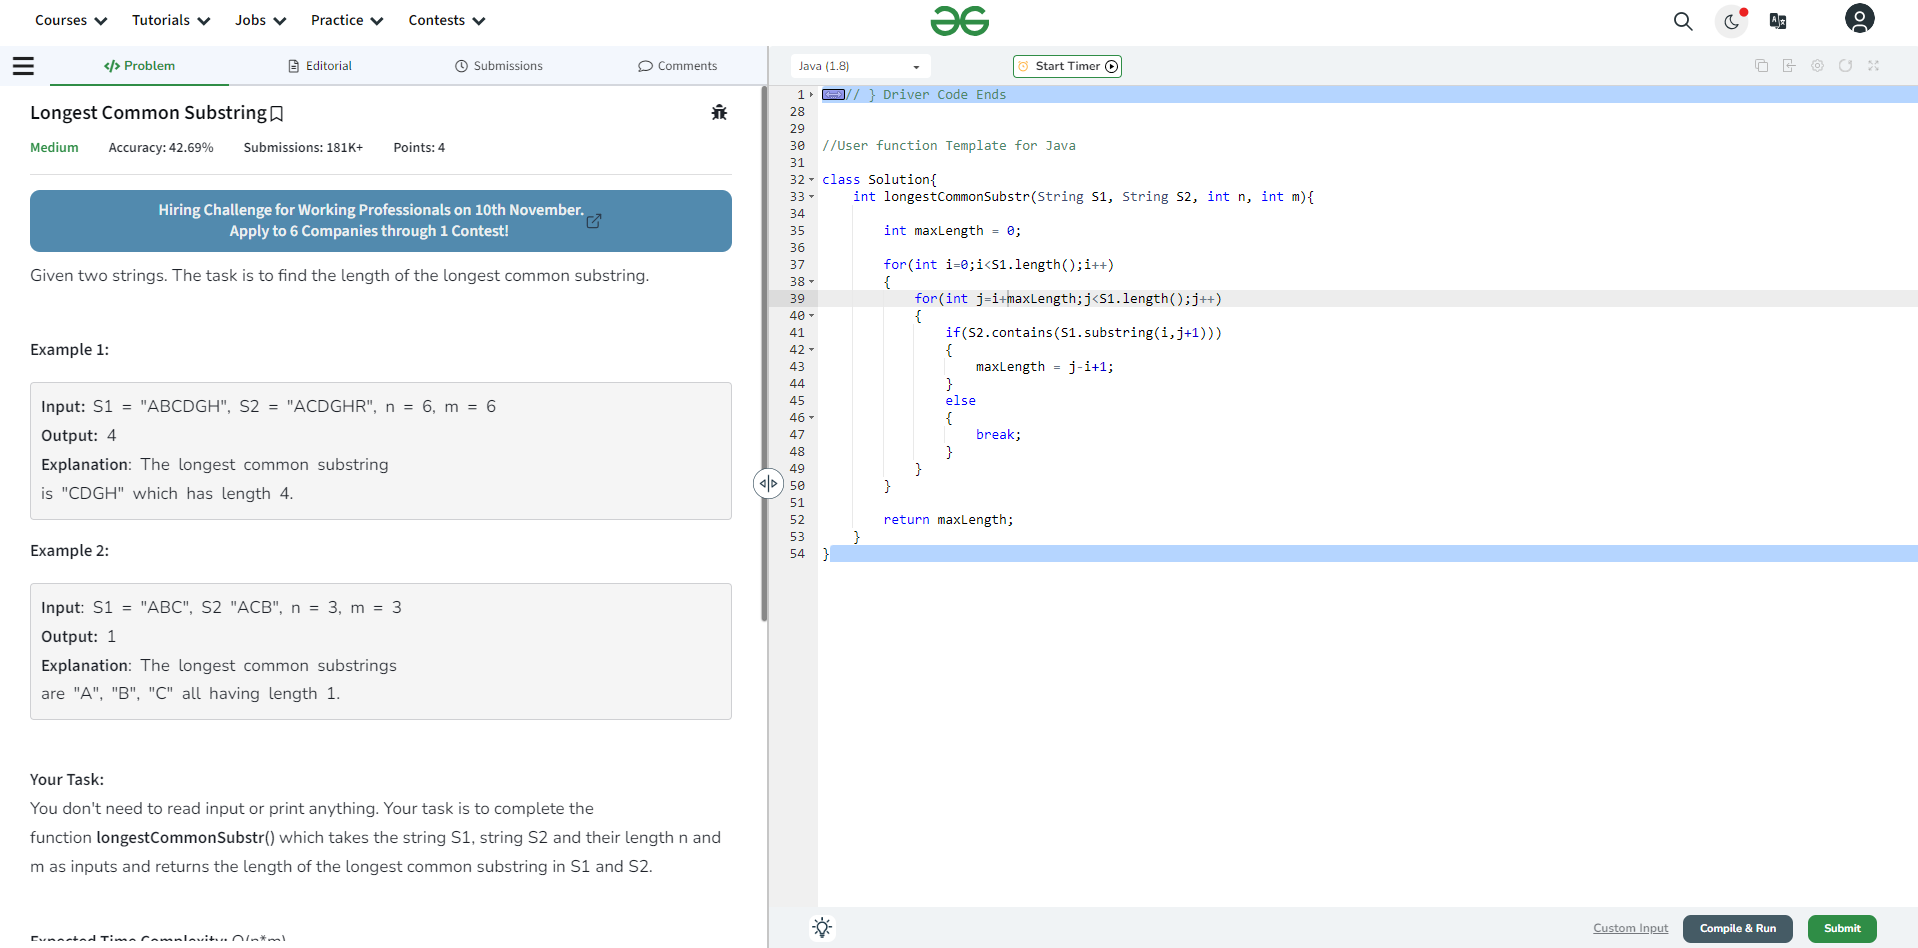 Courses Tutorials Jobs Practice Contests
Problem Editorial Submissions Comments
Longest Common Substring
Medium Accuracy: 42.69% Submissions: 181K+ Points: 4
Hiring Challenge for Working Professionals on 10th November.
Apply to 6 Companies through 1 Contest!
Given two strings. The task is to find the length of the longest common substring.
Example 1:
Input: S1 = "ABCDGH", S2 = "ACDGHR", n = 6, m = 6
Output: 4
Explanation: The longest common substring
is "CDGH" which has length 4.
Example 2:
Input: S1 = "ABC", S2 "ACB", n = 3, m = 3
Output: 1
Explanation: The longest common substrings
are "A", "B", "C" all having length 1.
Your Task:
You don't need to read input or print anything. Your task is to complete the
function longestCommonSubstr() which takes the string S1, string S2 and their length n and
m as inputs and returns the length of the longest common substring in S1 and S2.
Expected Time Complexity: O(n*m)
Java (1.8) Start Timer
1 // } Driver Code Ends
28
29
30 //User function Template for Java
31
32 class Solution{
33 int longestCommonSubstr(String S1, String S2, int n, int m){
34
35 int maxLength = 0;
36
37 for(int i=0;i<S1.length();i++)
38 {
39 for(int j=i+maxLength;j<S1.length();j++)
40 {
41 if(S2.contains(S1.substring(i,j+1)))
42 {
43 maxLength = j-i+1;
44 }
45 else
46 {
47 break;
48 }
49 }
50 }
51
52 return maxLength;
53 }
54 }
Custom Input Compile & Run Submit